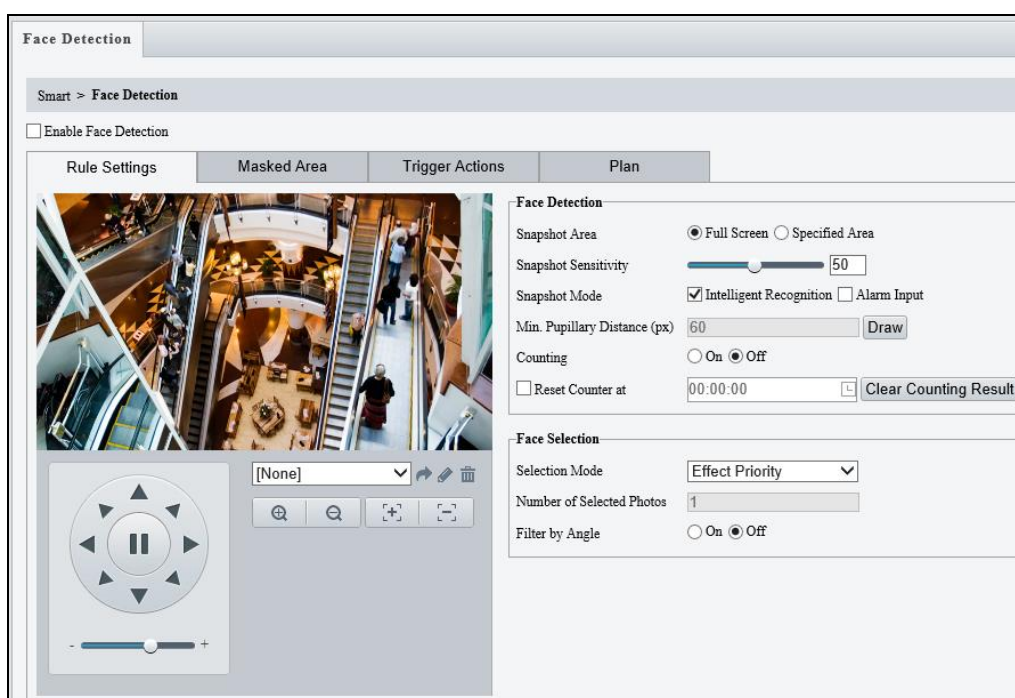 Face Detection
Smart > Face Detection
Enable Face Detection
Rule Settings Masked Area Trigger Actions Plan
Face Detection
Snapshot Area Full Screen Specified Area
Snapshot Sensitivity 50
Snapshot Mode Intelligent Recognition Alarm Input
Min. Pupillary Distance (px) 60 Draw
Counting On Off
Reset Counter at 00:00:00 Clear Counting Result
Face Selection
[None]
Selection Mode Effect Priority
Number of Selected Photos 1
Filter by Angle On Off
- +